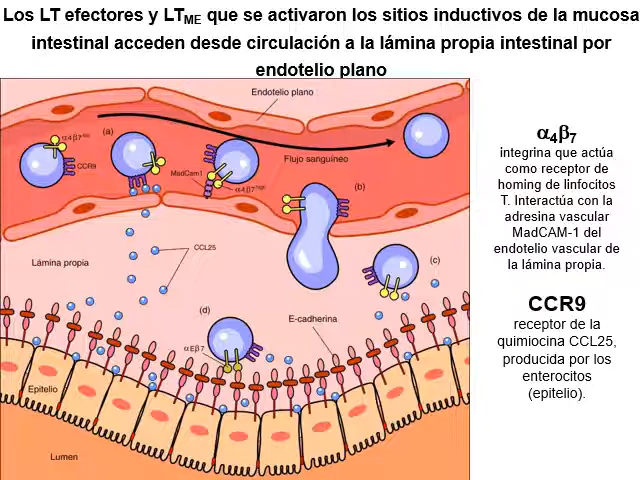 Los LT efectores y LTME que se activaron los sitios inductivos de la mucosa
intestinal acceden desde circulación a la lámina propia intestinal por
endotelio plano
Endotelio plano
α4β7low
(a)
CCR9
MadCam1
α4β7high
Flujo sanguíneo
(b)
CCL25
Lámina propia
(c)
(d)
E-cadherina
αEβ7
Epitelio
Lumen
α4β7
integrina que actúa
como receptor de
homing de linfocitos
T. Interactúa con la
adresina vascular
MadCAM-1 del
endotelio vascular de
la lámina propia.
CCR9
receptor de la
quimiocina CCL25,
producida por los
enterocitos
(epitelio).